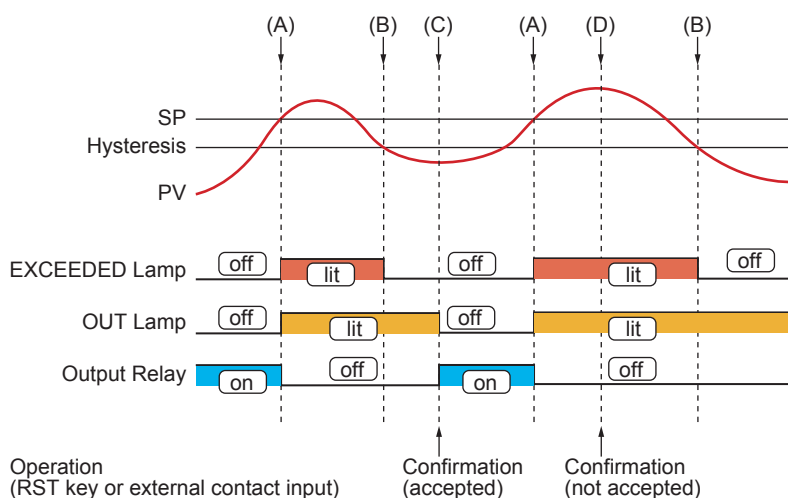 (A) (B) (C) (A) (D) (B)
SP
Hysteresis
PV
EXCEEDED Lamp off lit off lit off
OUT Lamp off lit off lit
Output Relay on off on off
Operation Confirmation Confirmation
(RST key or external contact input) (accepted) (not accepted)